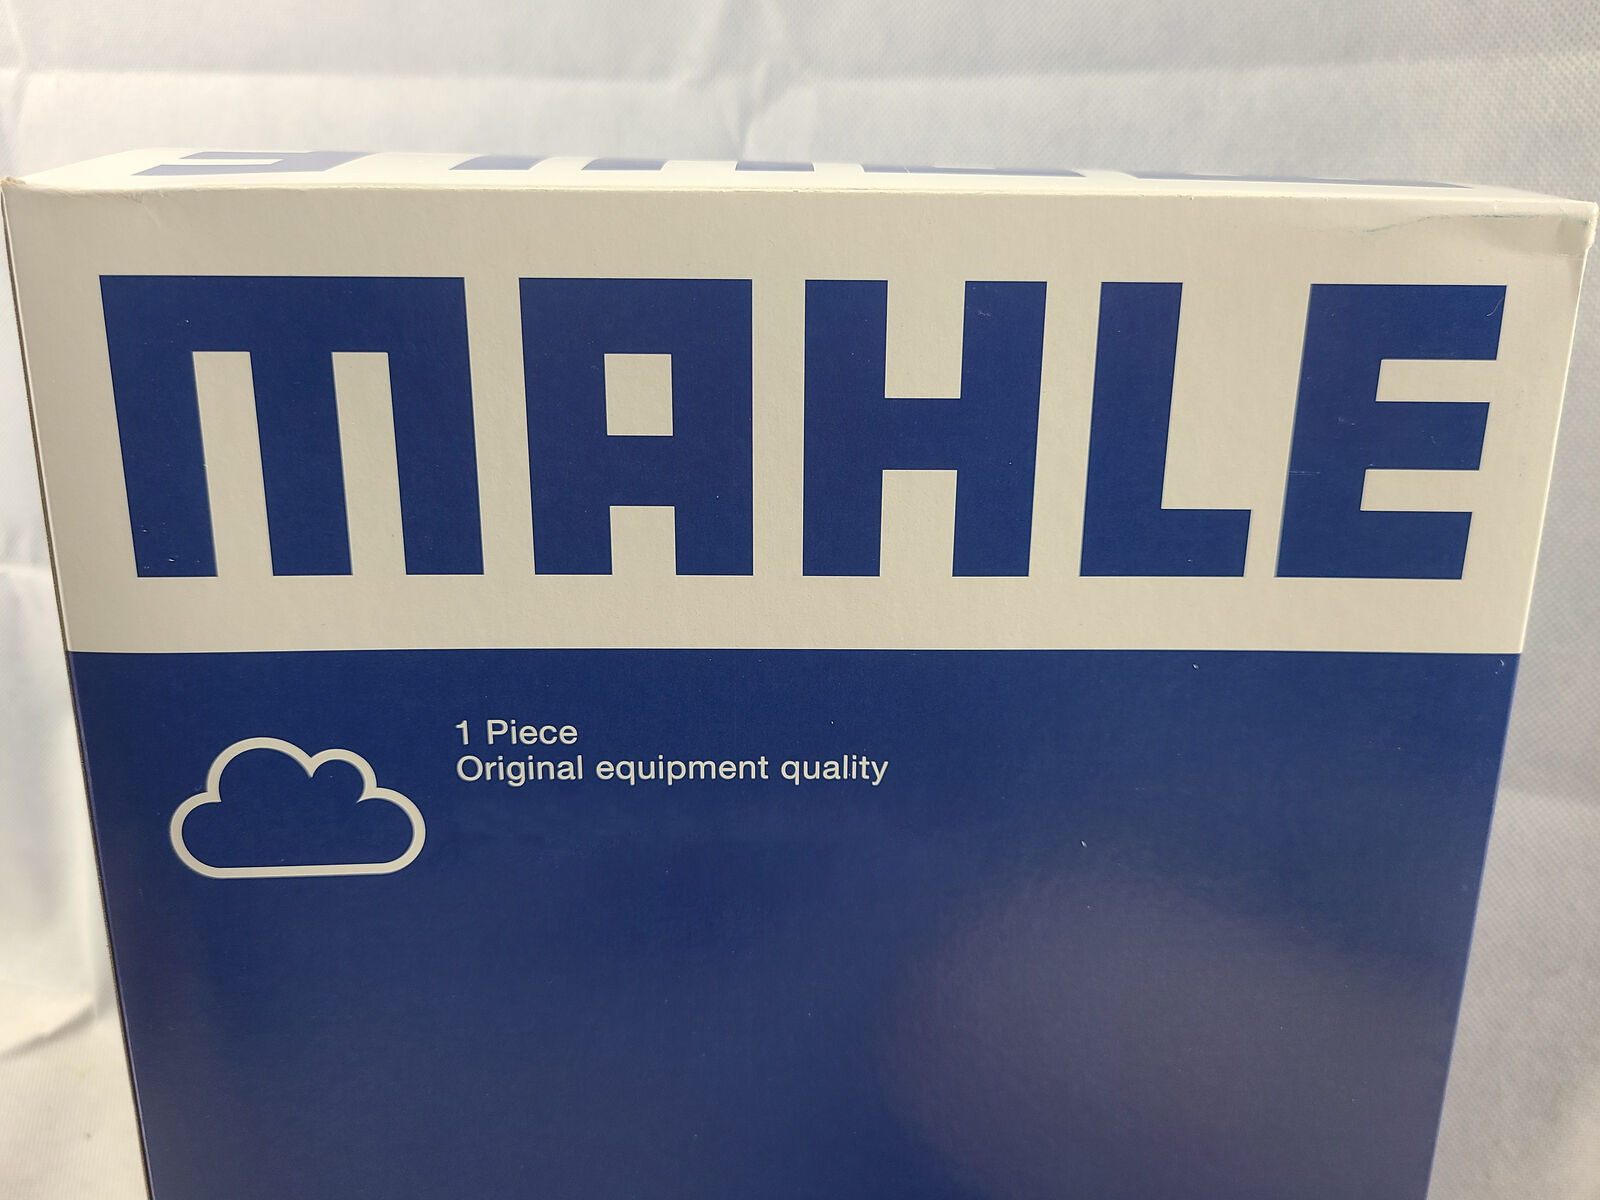 MAHLE
1 Piece
Original equipment quality